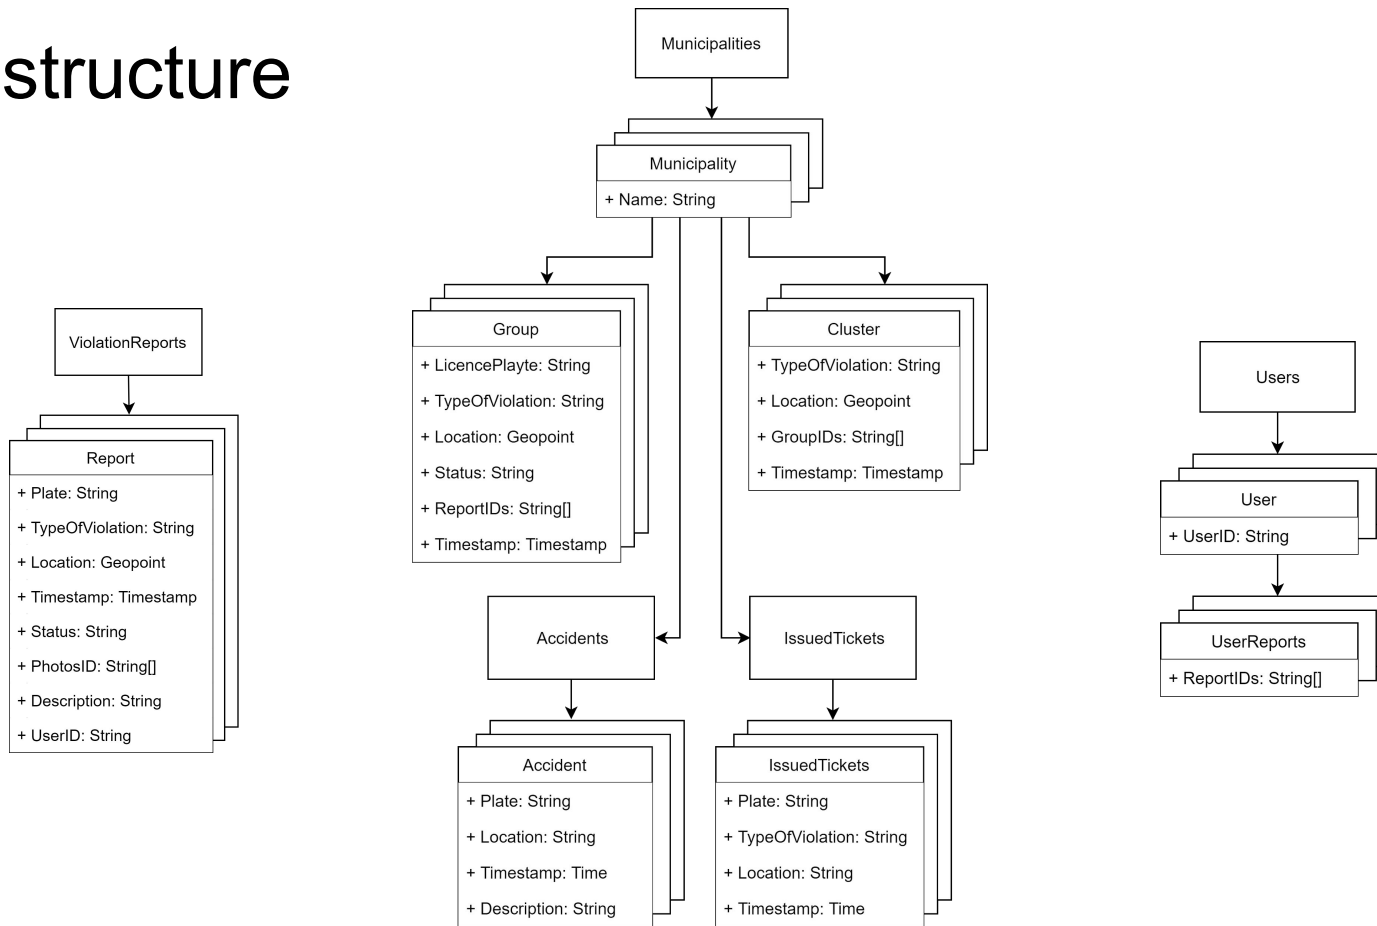 structure
Municipalities
Municipality
+ Name: String
Group
+ LicencePlayte: String
+ TypeOfViolation: String
+ Location: Geopoint
+ Status: String
+ ReportIDs: String[]
+ Timestamp: Timestamp
Cluster
+ TypeOfViolation: String
+ Location: Geopoint
+ GroupIDs: String[]
+ Timestamp: Timestamp
ViolationReports
Report
+ Plate: String
+ TypeOfViolation: String
+ Location: Geopoint
+ Timestamp: Timestamp
+ Status: String
+ PhotosID: String[]
+ Description: String
+ UserID: String
Users
User
+ UserID: String
UserReports
+ ReportIDs: String[]
Accidents
IssuedTickets
Accident
+ Plate: String
+ Location: String
+ Timestamp: Time
+ Description: String
IssuedTickets
+ Plate: String
+ TypeOfViolation: String
+ Location: String
+ Timestamp: Time